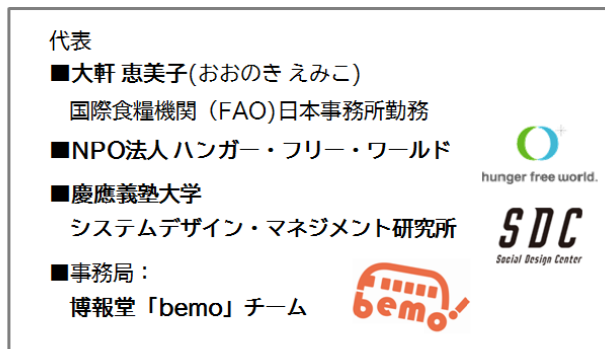 代表
■大軒 恵美子(おおのき えみこ)
国際食糧機関（FAO)日本事務所勤務
■NPO法人 ハンガー・フリー・ワールド
hunger free world.
■慶應義塾大学
システムデザイン・マネジメント研究所
SDC
Social Design Center
■事務局：
博報堂「bemo」チーム
bemo!